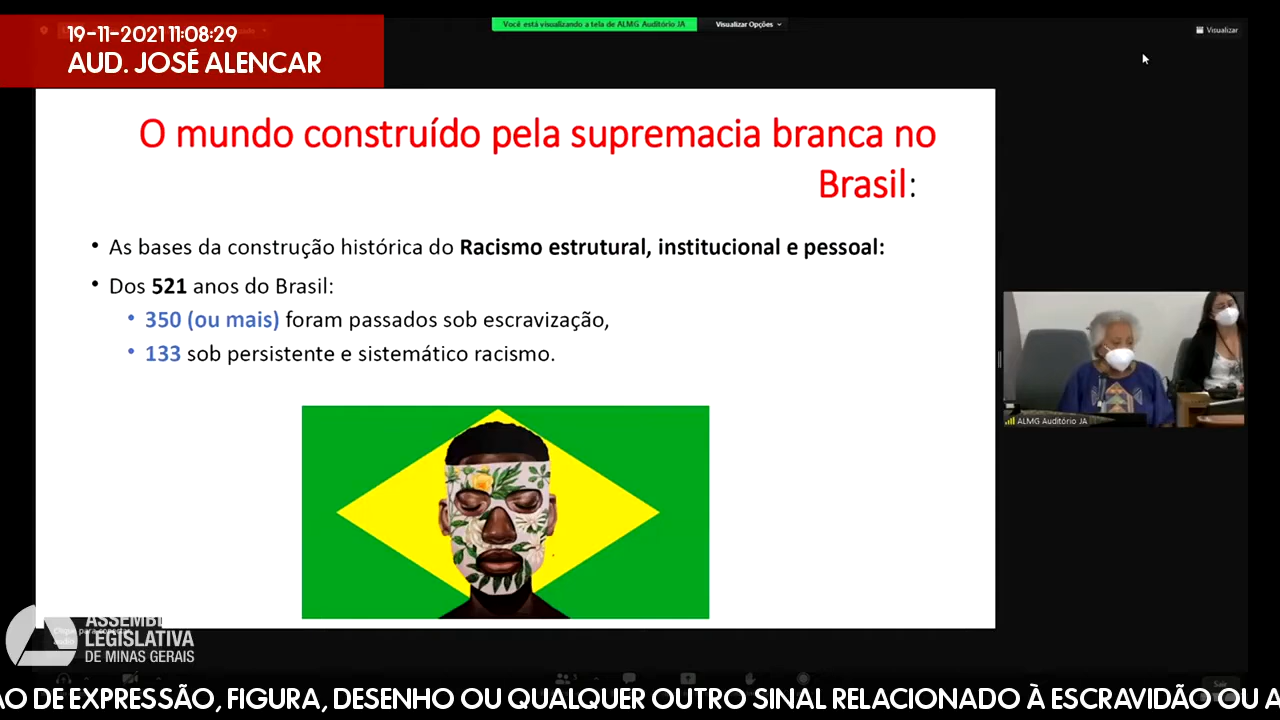 19-11-2021 11:08:29
AUD. JOSÉ ALENCAR
Você está visualizando a tela de ALMG Auditório JA
Visualizar Opções
Visualizar
O mundo construído pela supremacia branca no
Brasil:
• As bases da construção histórica do Racismo estrutural, institucional e pessoal:
• Dos 521 anos do Brasil:
• 350 (ou mais) foram passados sob escravização,
• 133 sob persistente e sistemático racismo.
ALMG Auditório JA
ASSEMBL
LEGISLATIVA
DE MINAS GERAIS
Sair
ÃO DE EXPRESSÃO, FIGURA, DESENHO OU QUALQUER OUTRO SINAL RELACIONADO À ESCRAVIDÃO OU A